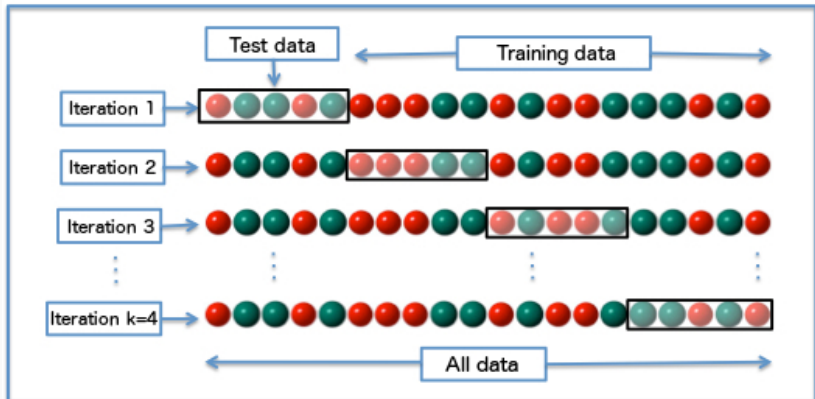 Test data
Training data
Iteration 1
Iteration 2
Iteration 3
Iteration k=4
All data